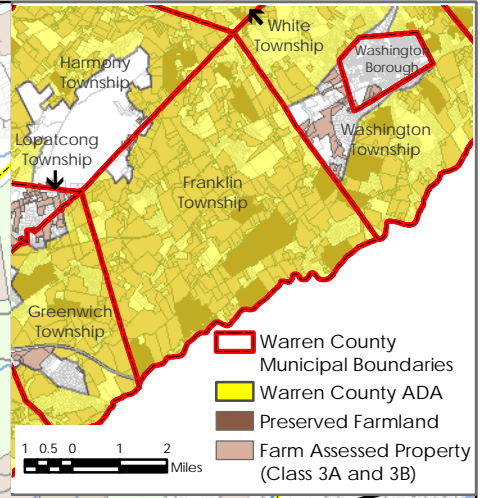 White
Township
Washington
Borough
Harmony
Township
Washington
Township
Lopatcong
Township
Franklin
Township
Greenwich
Township
Warren County
Municipal Boundaries
Warren County ADA
Preserved Farmland
Farm Assessed Property
(Class 3A and 3B)
1 0.5 0 1 2
Miles